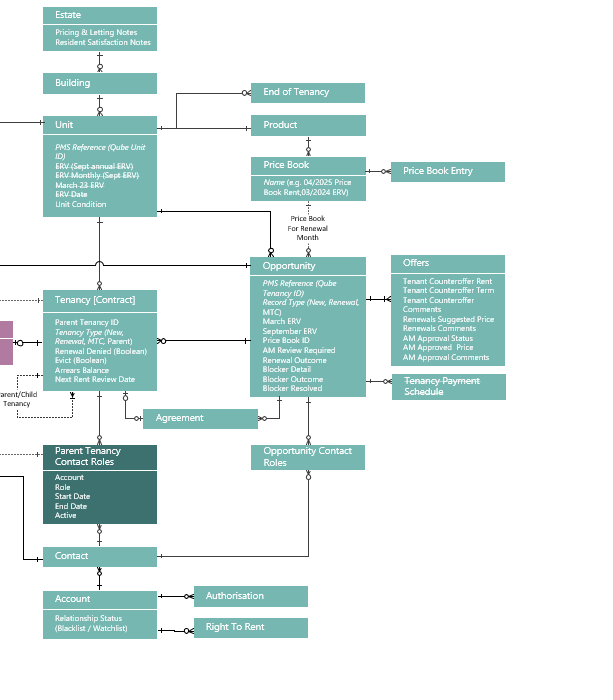 Estate
Pricing & Letting Notes
Resident Satisfaction Notes
Building
Unit
PMS Reference (Qube Unit
ID)
ERV (Sept annual ERV)
ERV Monthly (Sept ERV)
March 23 ERV
ERV Date
Unit Condition
End of Tenancy
Product
Price Book
Name (e.g. 04/2025 Price
Book Rent,03/2024 ERV)
Price Book Entry
Price Book
For Renewal
Month
Opportunity
PMS Reference (Qube
Tenancy ID)
Record Type (New, Renewal,
MTC)
March ERV
September ERV
Price Book ID
AM Review Required
Renewal Outcome
Blocker Detail
Blocker Outcome
Blocker Resolved
Offers
Tenant Counteroffer Rent
Tenant Counteroffer Term
Tenant Counteroffer
Comments
Renewals Suggested Price
Renewals Comments
AM Approval Status
AM Approved Price
AM Approval Comments
Tenancy Payment
Schedule
Tenancy [Contract]
Parent Tenancy ID
Tenancy Type (New,
Renewal, MTC, Parent)
Renewal Denied (Boolean)
Evict (Boolean)
Arrears Balance
Next Rent Review Date
arent/Child
Tenancy
Agreement
Parent Tenancy
Contact Roles
Account
Role
Start Date
End Date
Active
Opportunity Contact
Roles
Contact
Account
Relationship Status
(Blacklist / Watchlist)
Authorisation
Right To Rent